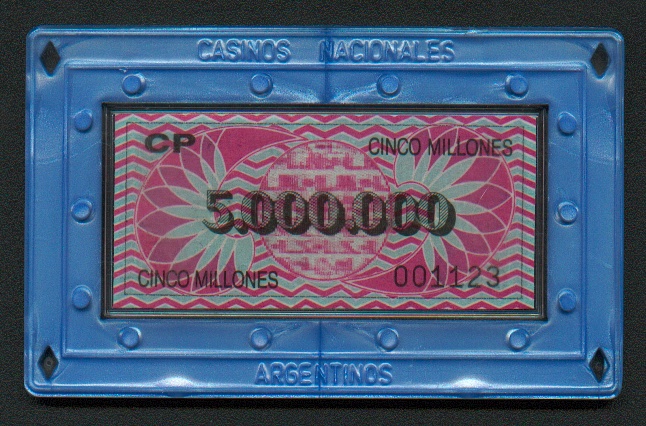 CASINOS NACIONALES
CP
CINCO MILLONES
5.000.000
CINCO MILLONES
001123
ARGENTINOS